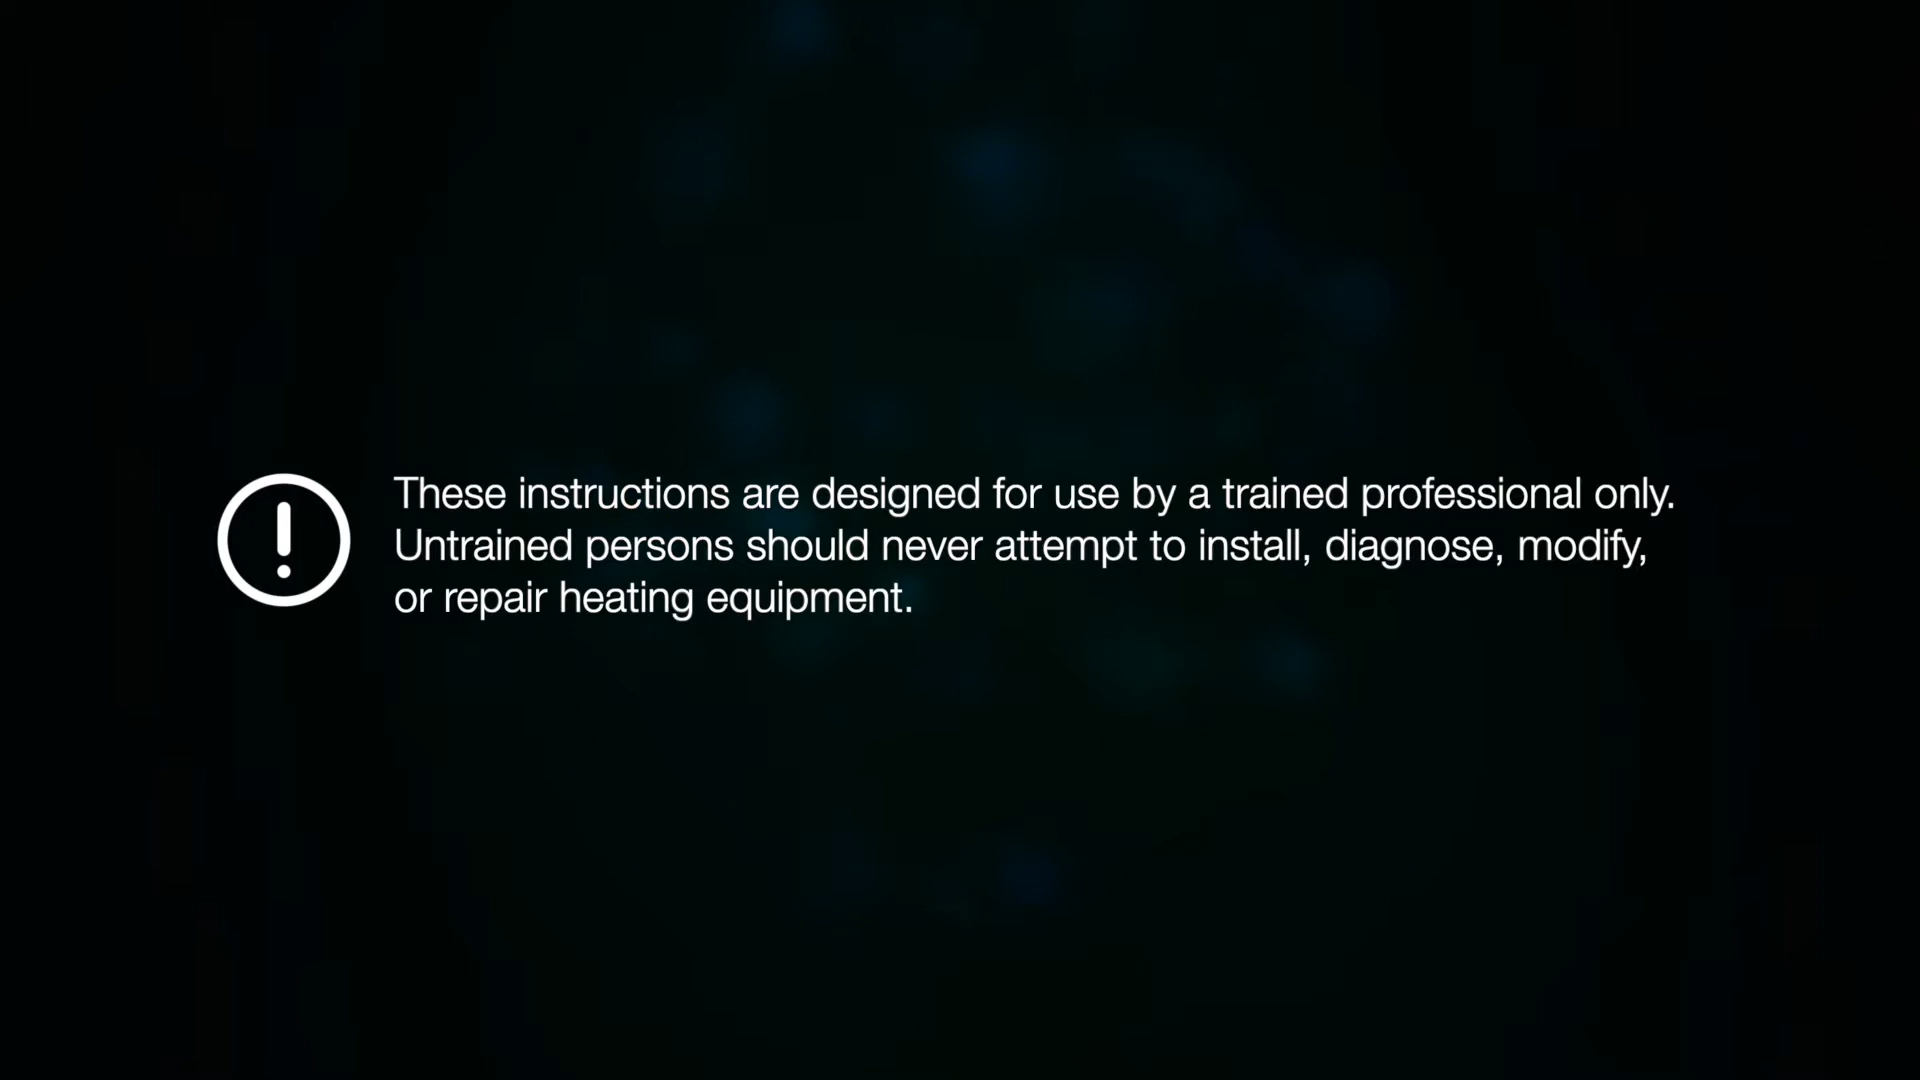 These instructions are designed for use by a trained professional only.
Untrained persons should never attempt to install, diagnose, modify,
or repair heating equipment.